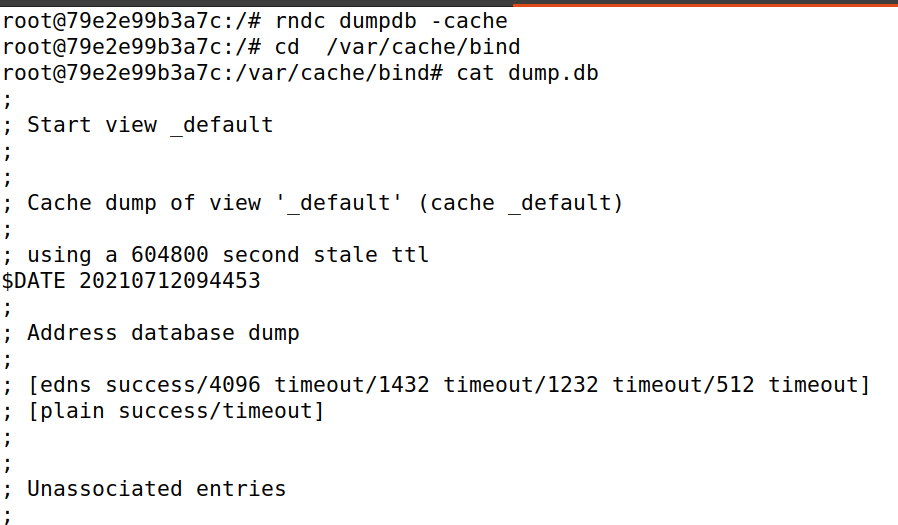 root@79e2e99b3a7c:/# rndc dumpdb -cache
root@79e2e99b3a7c:/# cd  /var/cache/bind
root@79e2e99b3a7c:/var/cache/bind# cat dump.db
;
; Start view _default
;
;
; Cache dump of view '_default' (cache _default)
;
; using a 604800 second stale ttl
$DATE 20210712094453
;
; Address database dump
;
; [edns success/4096 timeout/1432 timeout/1232 timeout/512 timeout]
; [plain success/timeout]
;
;
; Unassociated entries
;